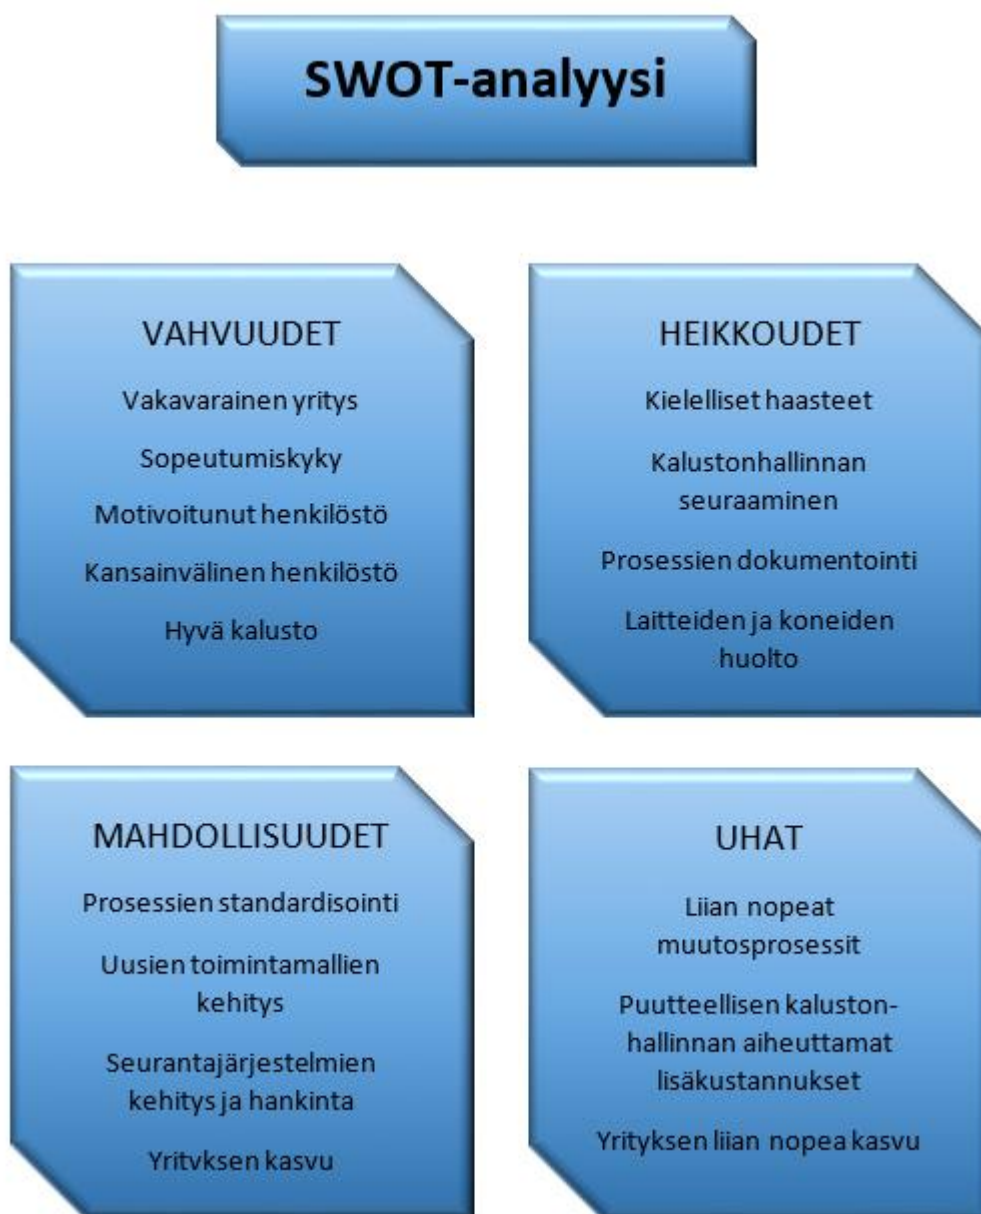 SWOT-analyysi
VAHVUUDET
Vakavarainen yritys
Sopeutumiskyky
Motivoitunut henkilöstö
Kansainvälinen henkilöstö
Hyvä kalusto
HEIKKOUDET
Kielelliset haasteet
Kalustonhallinnan
seuraaminen
Prosessien dokumentointi
Laitteiden ja koneiden
huolto
MAHDOLLISUUDET
Prosessien standardisointi
Uusien toimintamallien
kehitys
Seurantajärjestelmien
kehitys ja hankinta
Yrityksen kasvu
UHAT
Liian nopeat
muutosprosessit
Puutteellisen kaluston-
hallinnan aiheuttamat
lisäkustannukset
Yrityksen liian nopea kasvu